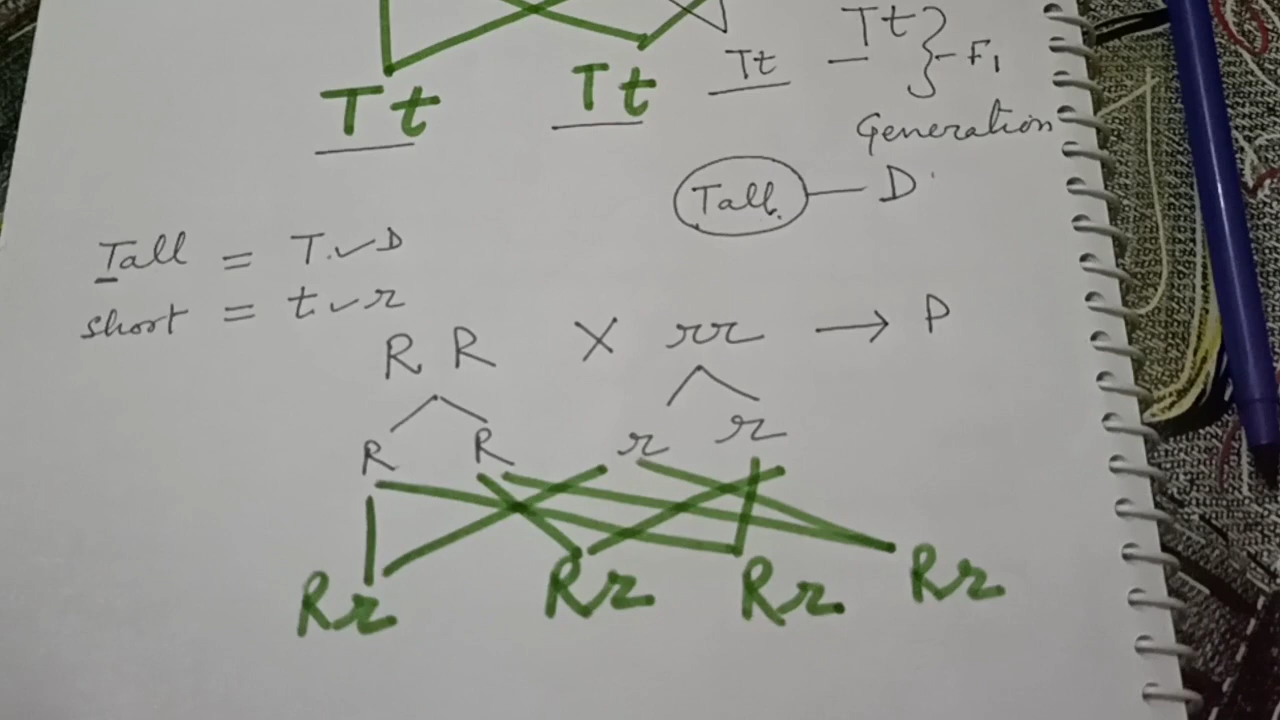 Tt Tt Tt - Tt } - F1
Generation
Tall - D
Tall = T ✓ D
short = t ✓ r
R R X rr → P
R R r r
Rr Rr Rr Rr